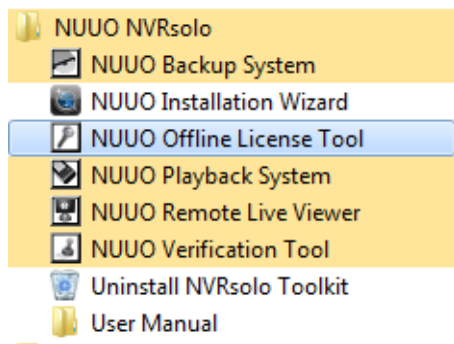 NUUO NVRsolo
NUUO Backup System
NUUO Installation Wizard
NUUO Offline License Tool
NUUO Playback System
NUUO Remote Live Viewer
NUUO Verification Tool
Uninstall NVRsolo Toolkit
User Manual